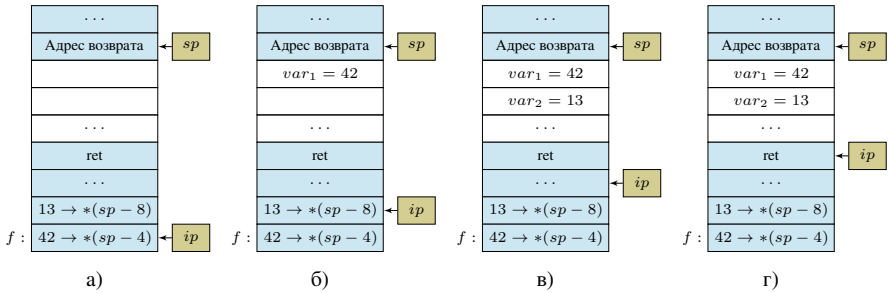 ... ... ... ...
Адрес возврата sp Адрес возврата sp Адрес возврата sp Адрес возврата sp
var₁ = 42 var₁ = 42 var₁ = 42
var₂ = 13 var₂ = 13
... ... ... ...
ret ret ret ret ip
... ... ... ip ...
13 → *(sp − 8) 13 → *(sp − 8) ip 13 → *(sp − 8) 13 → *(sp − 8)
f : 42 → *(sp − 4) ip f : 42 → *(sp − 4) f : 42 → *(sp − 4) f : 42 → *(sp − 4)
а) б) в) г)